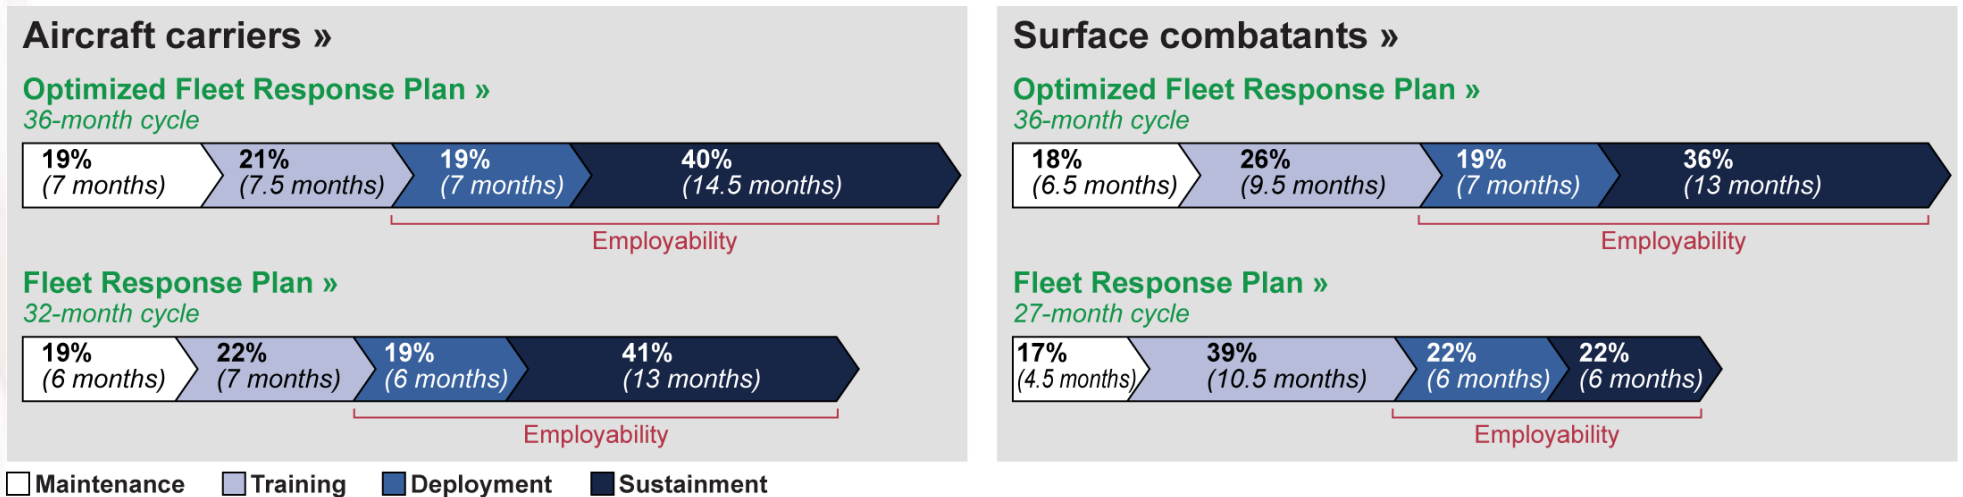 Aircraft carriers »
Optimized Fleet Response Plan »
36-month cycle
19% 21% 19% 40%
(7 months) (7.5 months) (7 months) (14.5 months)
Employability
Fleet Response Plan »
32-month cycle
19% 22% 19% 41%
(6 months) (7 months) (6 months) (13 months)
Employability
Surface combatants »
Optimized Fleet Response Plan »
36-month cycle
18% 26% 19% 36%
(6.5 months) (9.5 months) (7 months) (13 months)
Employability
Fleet Response Plan »
27-month cycle
17% 39% 22% 22%
(4.5 months) (10.5 months) (6 months) (6 months)
Employability
Maintenance Training Deployment Sustainment